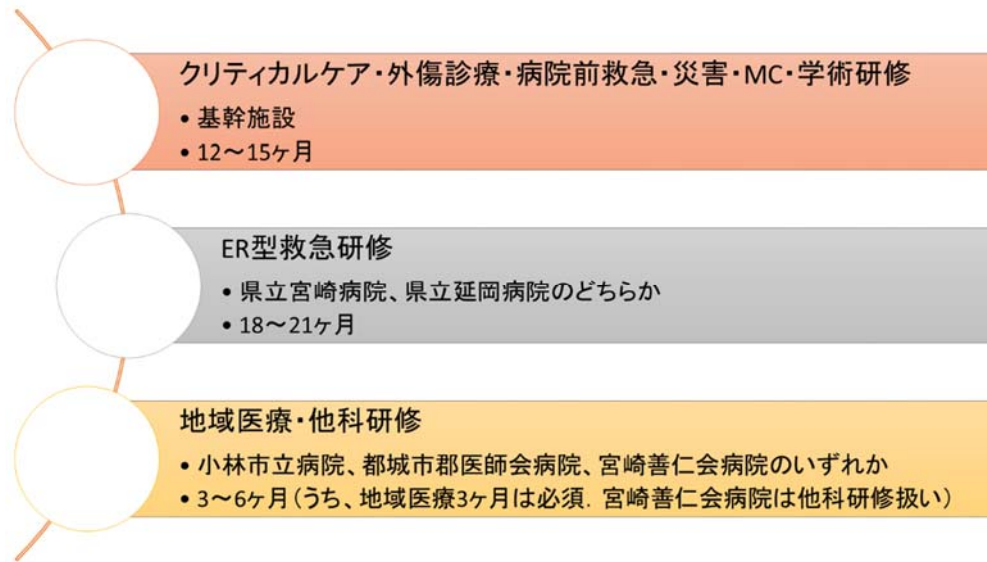 クリティカルケア・外傷診療・病院前救急・災害・MC・学術研修
• 基幹施設
• 12～15ヶ月
ER型救急研修
• 県立宮崎病院、県立延岡病院のどちらか
• 18～21ヶ月
地域医療・他科研修
• 小林市立病院、都城市郡医師会病院、宮崎善仁会病院のいずれか
• 3～6ヶ月(うち、地域医療3ヶ月は必須. 宮崎善仁会病院は他科研修扱い)